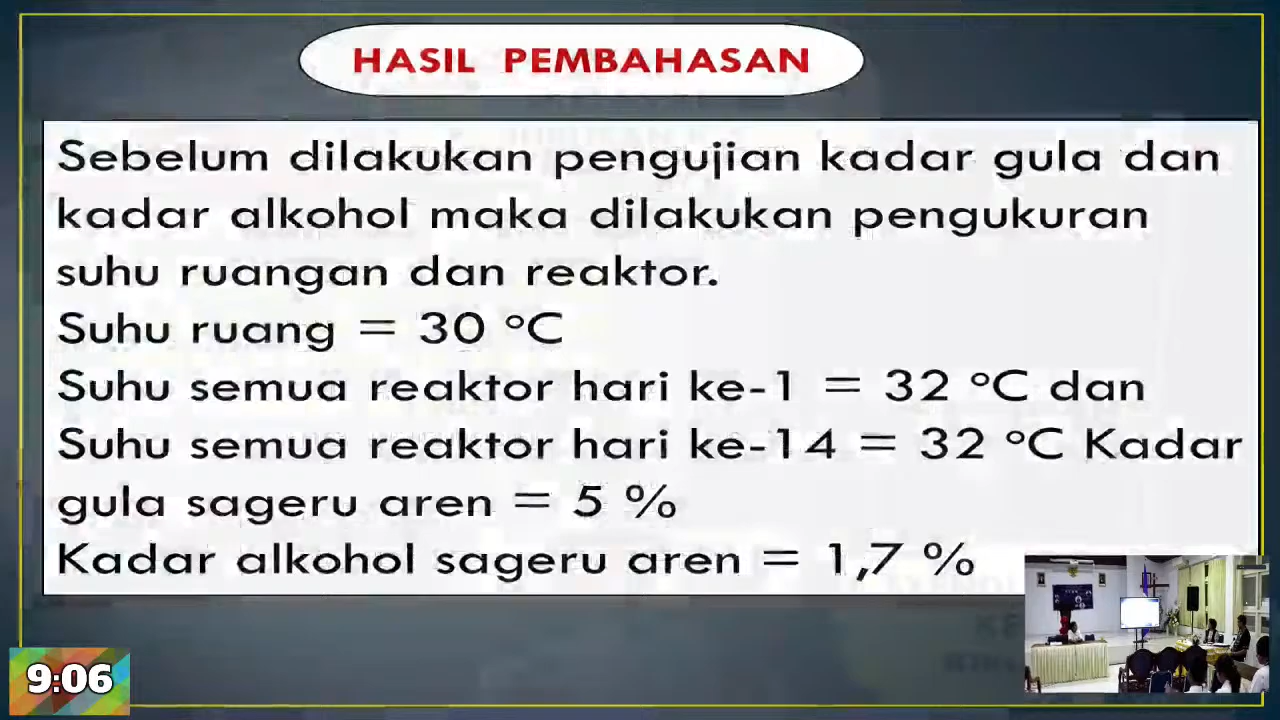 HASIL PEMBAHASAN
Sebelum dilakukan pengujian kadar gula dan
kadar alkohol maka dilakukan pengukuran
suhu ruangan dan reaktor.
Suhu ruang = 30 °C
Suhu semua reaktor hari ke-1 = 32 °C dan
Suhu semua reaktor hari ke-14 = 32 °C Kadar
gula sageru aren = 5 %
Kadar alkohol sageru aren = 1,7 %
9:06